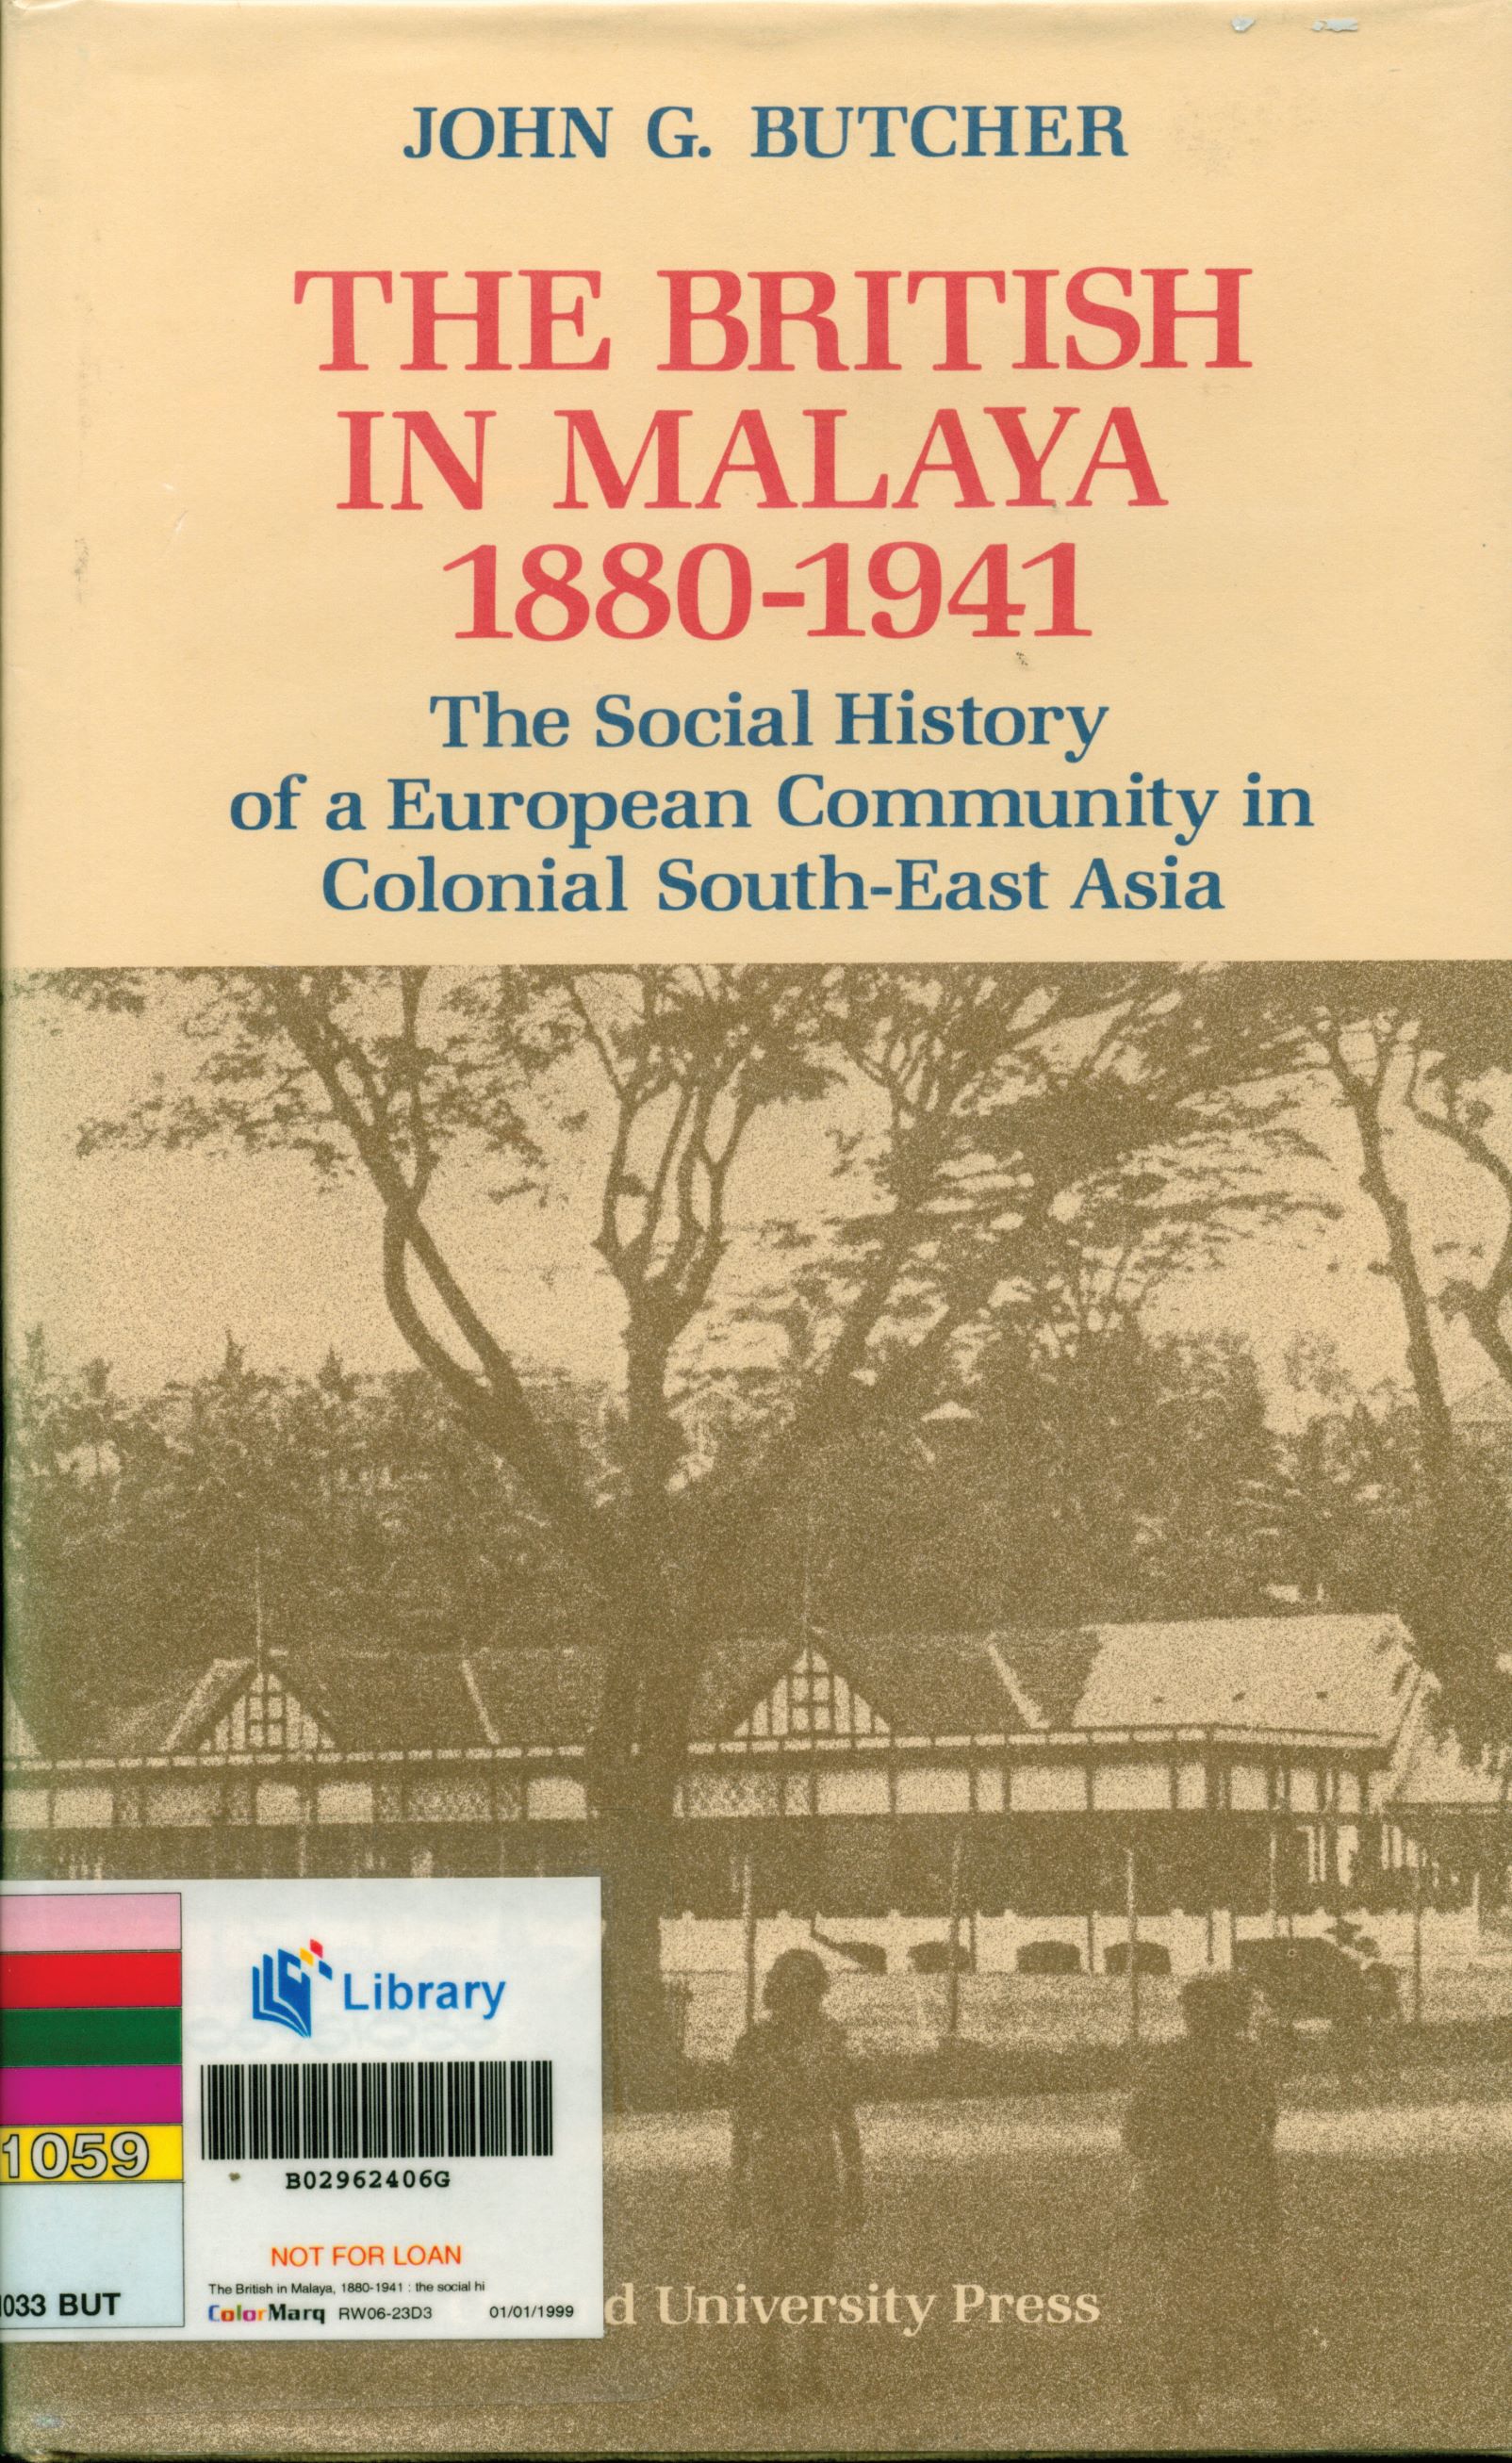 JOHN G. BUTCHER
THE BRITISH
IN MALAYA
1880-1941
The Social History
of a European Community in
Colonial South-East Asia
Library
1059
B02962406G
NOT FOR LOAN
The British in Malaya, 1880-1941 : the social hi
033 BUT
ColorMarq RW06-23D3 01/01/1999
d University Press